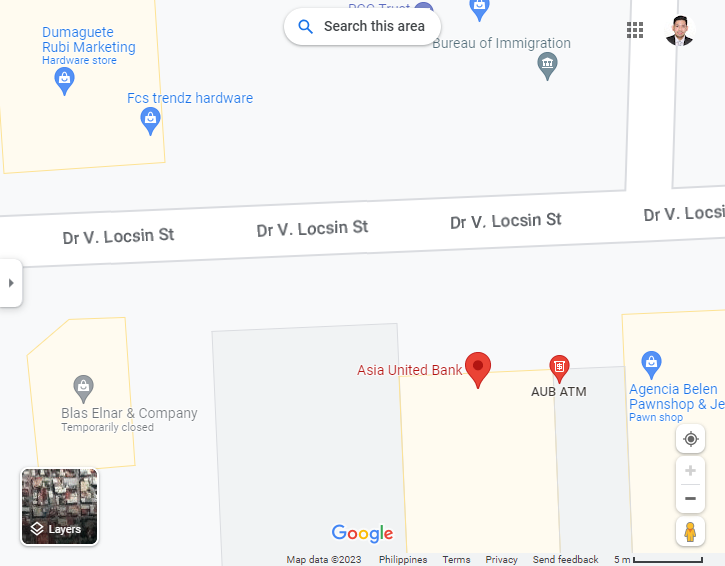 PCC Trust
Search this area
Dumaguete
Rubi Marketing
Hardware store
Bureau of Immigration
Fcs trendz hardware
Dr V. Locsin St
Dr V. Locsin St
Dr V. Locsin St
Dr V. Locsin
Asia United Bank
AUB ATM
Agencia Belen
Pawnshop & Je
Pawn shop
Blas Elnar & Company
Temporarily closed
Layers
Google
Map data ©2023
Philippines
Terms
Privacy
Send feedback
5 m